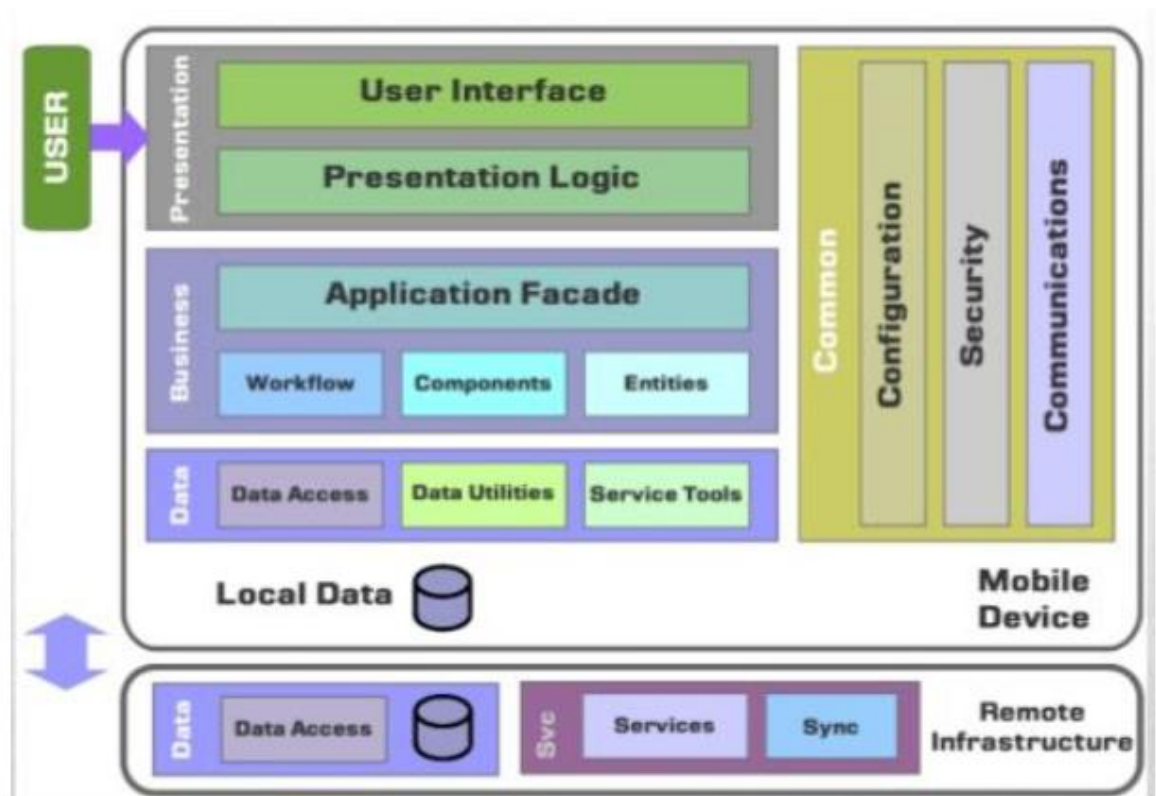 USER
Presentation
User Interface
Presentation Logic
Business
Application Facade
Workflow
Components
Entities
Data
Data Access
Data Utilities
Service Tools
Common
Configuration
Security
Communications
Local Data
Mobile
Device
Data
Data Access
Svc
Services
Sync
Remote
Infrastructure